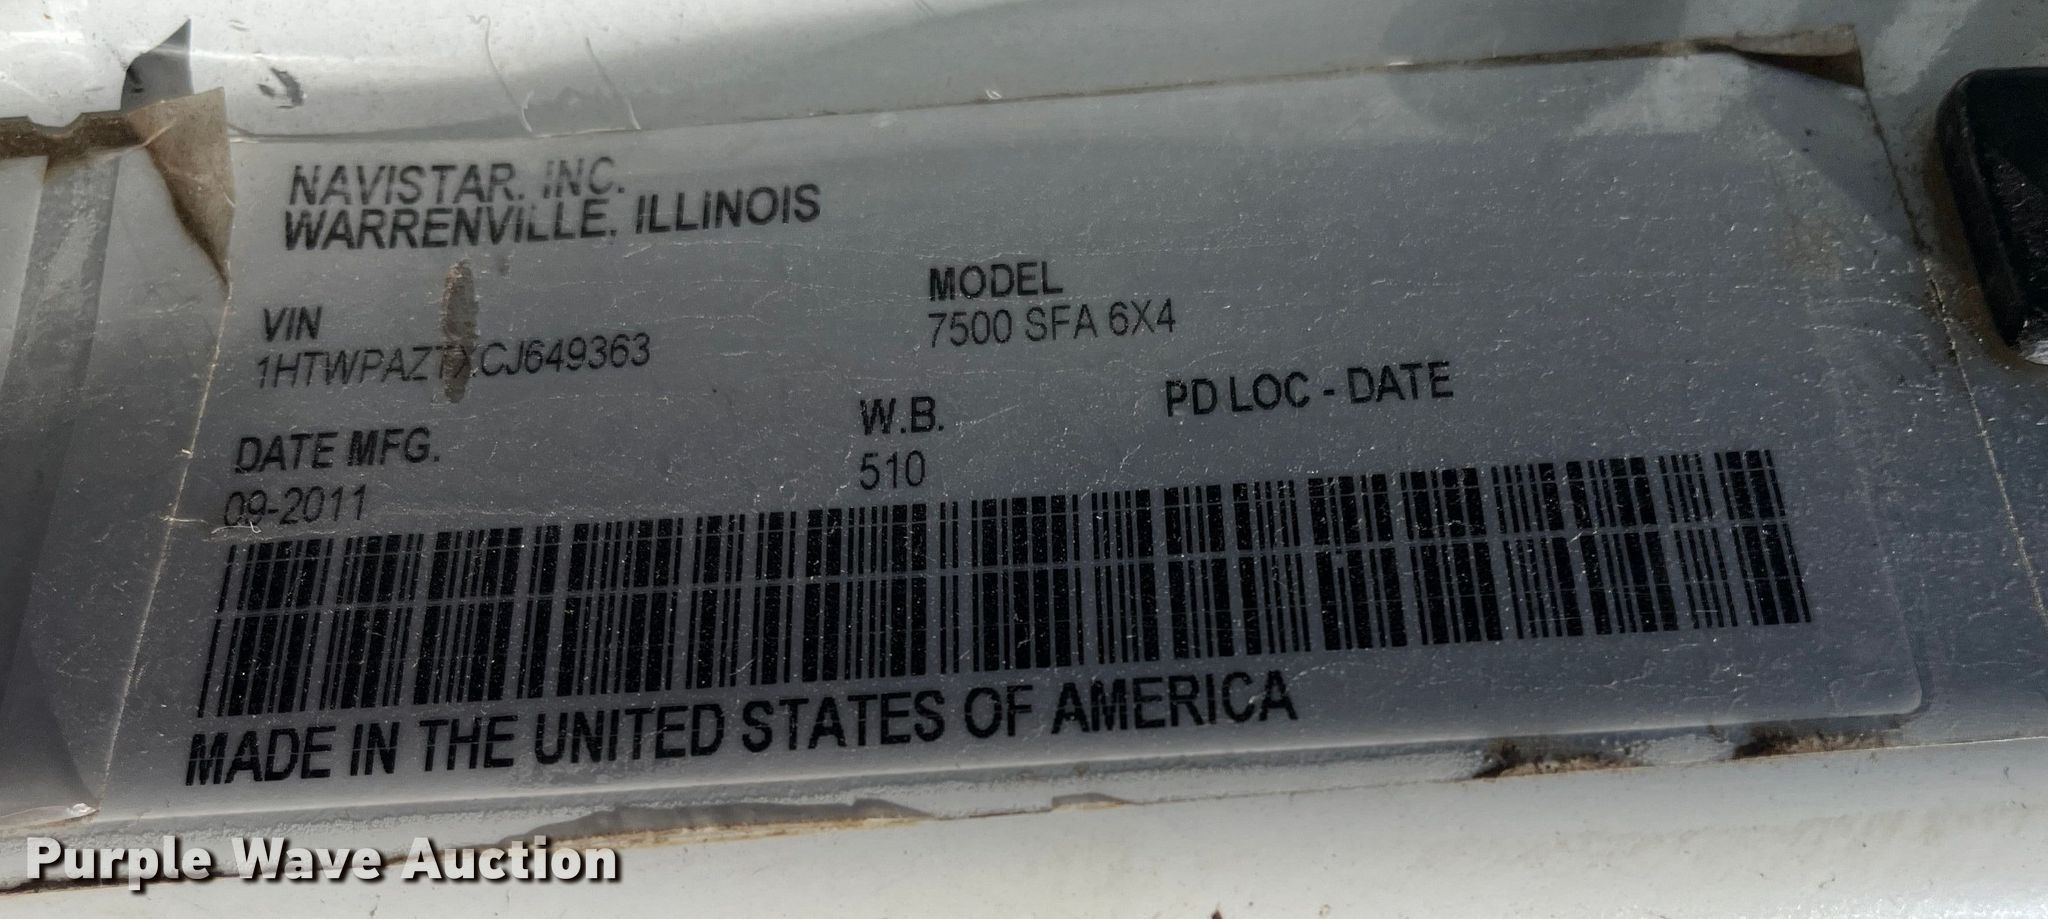 NAVISTAR, INC.
WARRENVILLE, ILLINOIS
VIN
1HTWPAZTXCJ649363
MODEL
7500 SFA 6X4
DATE MFG.
09-2011
W.B.
510
PD LOC - DATE
MADE IN THE UNITED STATES OF AMERICA
Purple Wave Auction